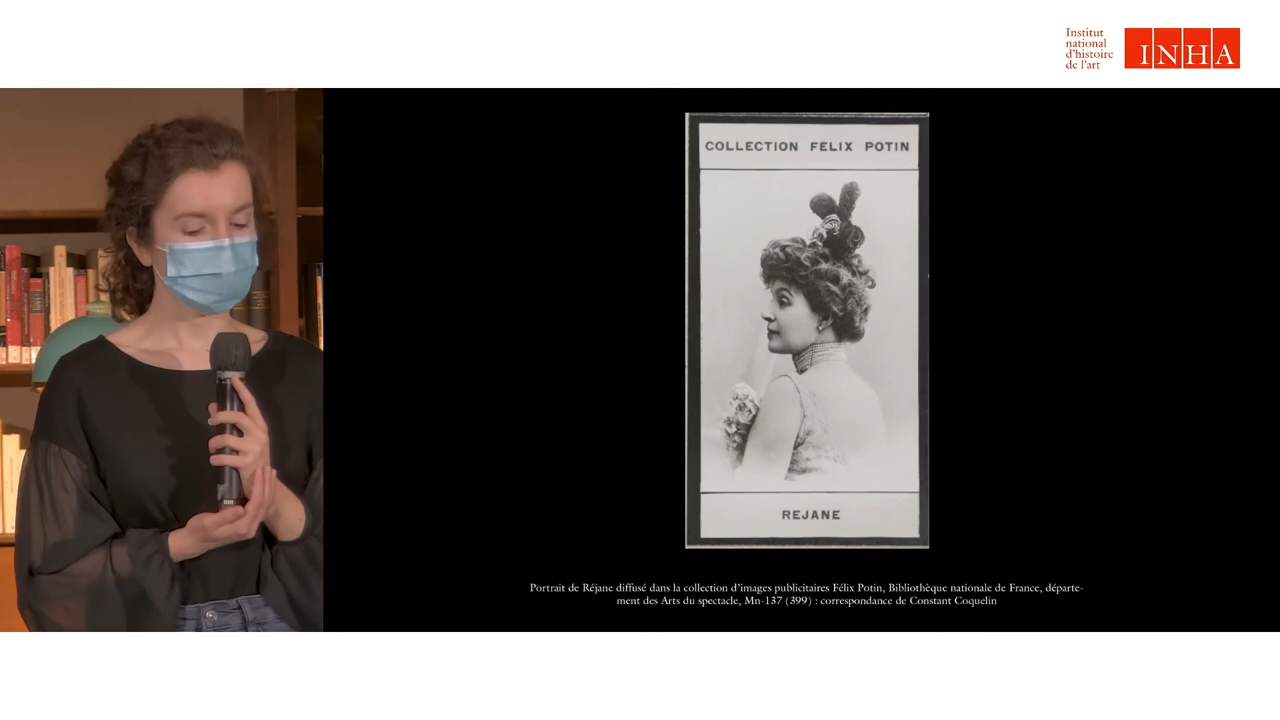 Institut
national
d'histoire
de l'art
INHA
COLLECTION FÉLIX POTIN
REJANE
Portrait de Réjane diffusé dans la collection d'images publicitaires Félix Potin, Bibliothèque nationale de France, départe-
ment des Arts du spectacle, Mn-137 (399) : correspondance de Constant Coquelin